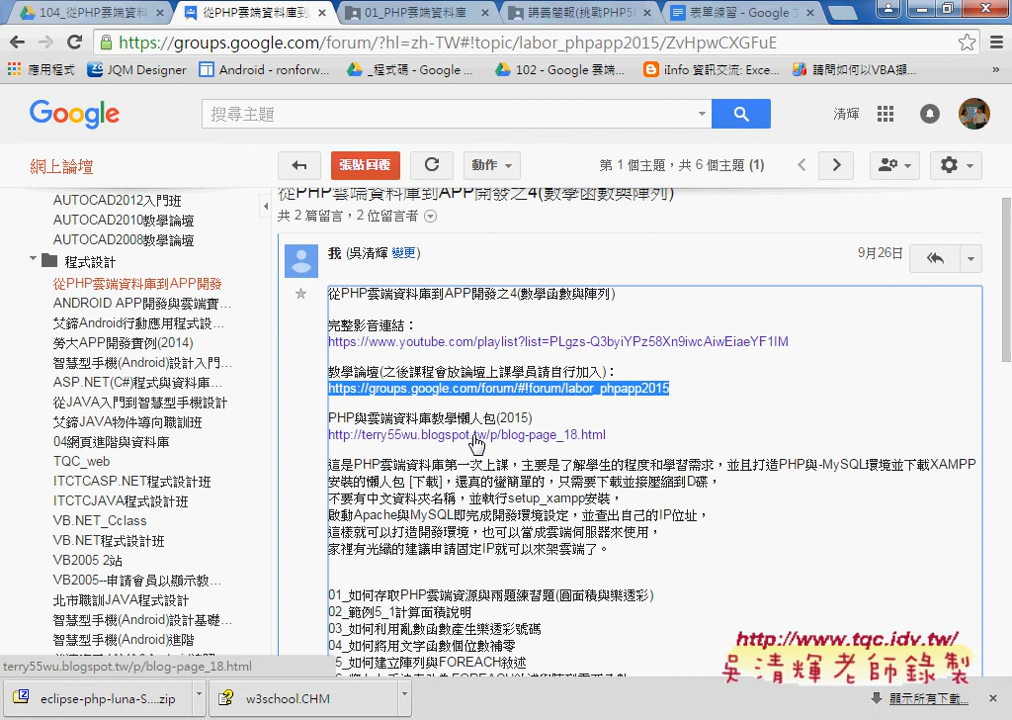 104_從PHP雲端資料
從PHP雲端資料庫到
01_PHP雲端資料庫
講義簡報(挑戰PHP5
表單練習 - Google 文
https://groups.google.com/forum/?hl=zh-TW#!topic/labor_phpapp2015/ZvHpwCXGFuE
應用程式
JQM Designer
Android - ronforw...
_程式碼 - Google ...
102 - Google 雲端...
iInfo 資訊交流: Exce...
請問如何以VBA擷...
»
Google
搜尋主題
清輝
網上論壇
張貼回覆
動作
第 1 個主題，共 6 個主題 (1)
AUTOCAD2012入門班
AUTOCAD2010教學論壇
AUTOCAD2008教學論壇
程式設計
從PHP雲端資料庫到APP開發
ANDROID APP開發與雲端實...
艾鍗Android行動應用程式設...
勞大APP開發實例(2014)
智慧型手機(Android)設計入門...
ASP.NET(C#)程式與資料庫...
從JAVA入門到智慧型手機設計
艾鍗JAVA物件導向職訓班
04網頁進階與資料庫
TQC_web
ITCTCASP.NET程式設計班
ITCTCJAVA程式設計班
VB.NET_Cclass
VB.NET程式設計班
VB2005 2站
VB2005--申請會員以顯示教...
北市職訓JAVA程式設計
智慧型手機(Android)設計基礎...
智慧型手機(Android)進階
從PHP雲端資料庫到APP開發之4(數學函數與陣列)
共 2 篇留言，2 位留言者
我 (吳清輝 變更)
9月26日
從PHP雲端資料庫到APP開發之4(數學函數與陣列)
完整影音連結：
https://www.youtube.com/playlist?list=PLgzs-Q3byiYPz58Xn9iwcAiwEiaeYF1IM
教學論壇(之後課程會放論壇上課學員請自行加入)：
https://groups.google.com/forum/#!forum/labor_phpapp2015
PHP與雲端資料庫教學懶人包(2015)
http://terry55wu.blogspot.tw/p/blog-page_18.html
這是PHP雲端資料庫第一次上課，主要是了解學生的程度和學習需求，並且打造PHP與-MySQL環境並下載XAMPP
安裝的懶人包 [下載]，還真的蠻簡單的，只需要下載並接壓縮到D碟，
不要有中文資料夾名稱，並執行setup_xampp安裝，
啟動Apache與MySQL即完成開發環境設定，並查出自己的IP位址，
這樣就可以打造開發環境，也可以當成雲端伺服器來使用，
家裡有光纖的建議申請固定IP就可以來架雲端了。
01_如何存取PHP雲端資源與兩題練習題(圓面積與樂透彩)
02_範例5_1計算面積說明
03_如何利用亂數函數產生樂透彩號碼
04_如何將用文字函數個位數補零
5_如何建立陣列與FOREACH敘述
terry55wu.blogspot.tw/p/blog-page_18.html
http://www.tqc.idv.tw/
吳清輝老師錄製
eclipse-php-luna-S....zip
w3school.CHM
顯示所有下載...